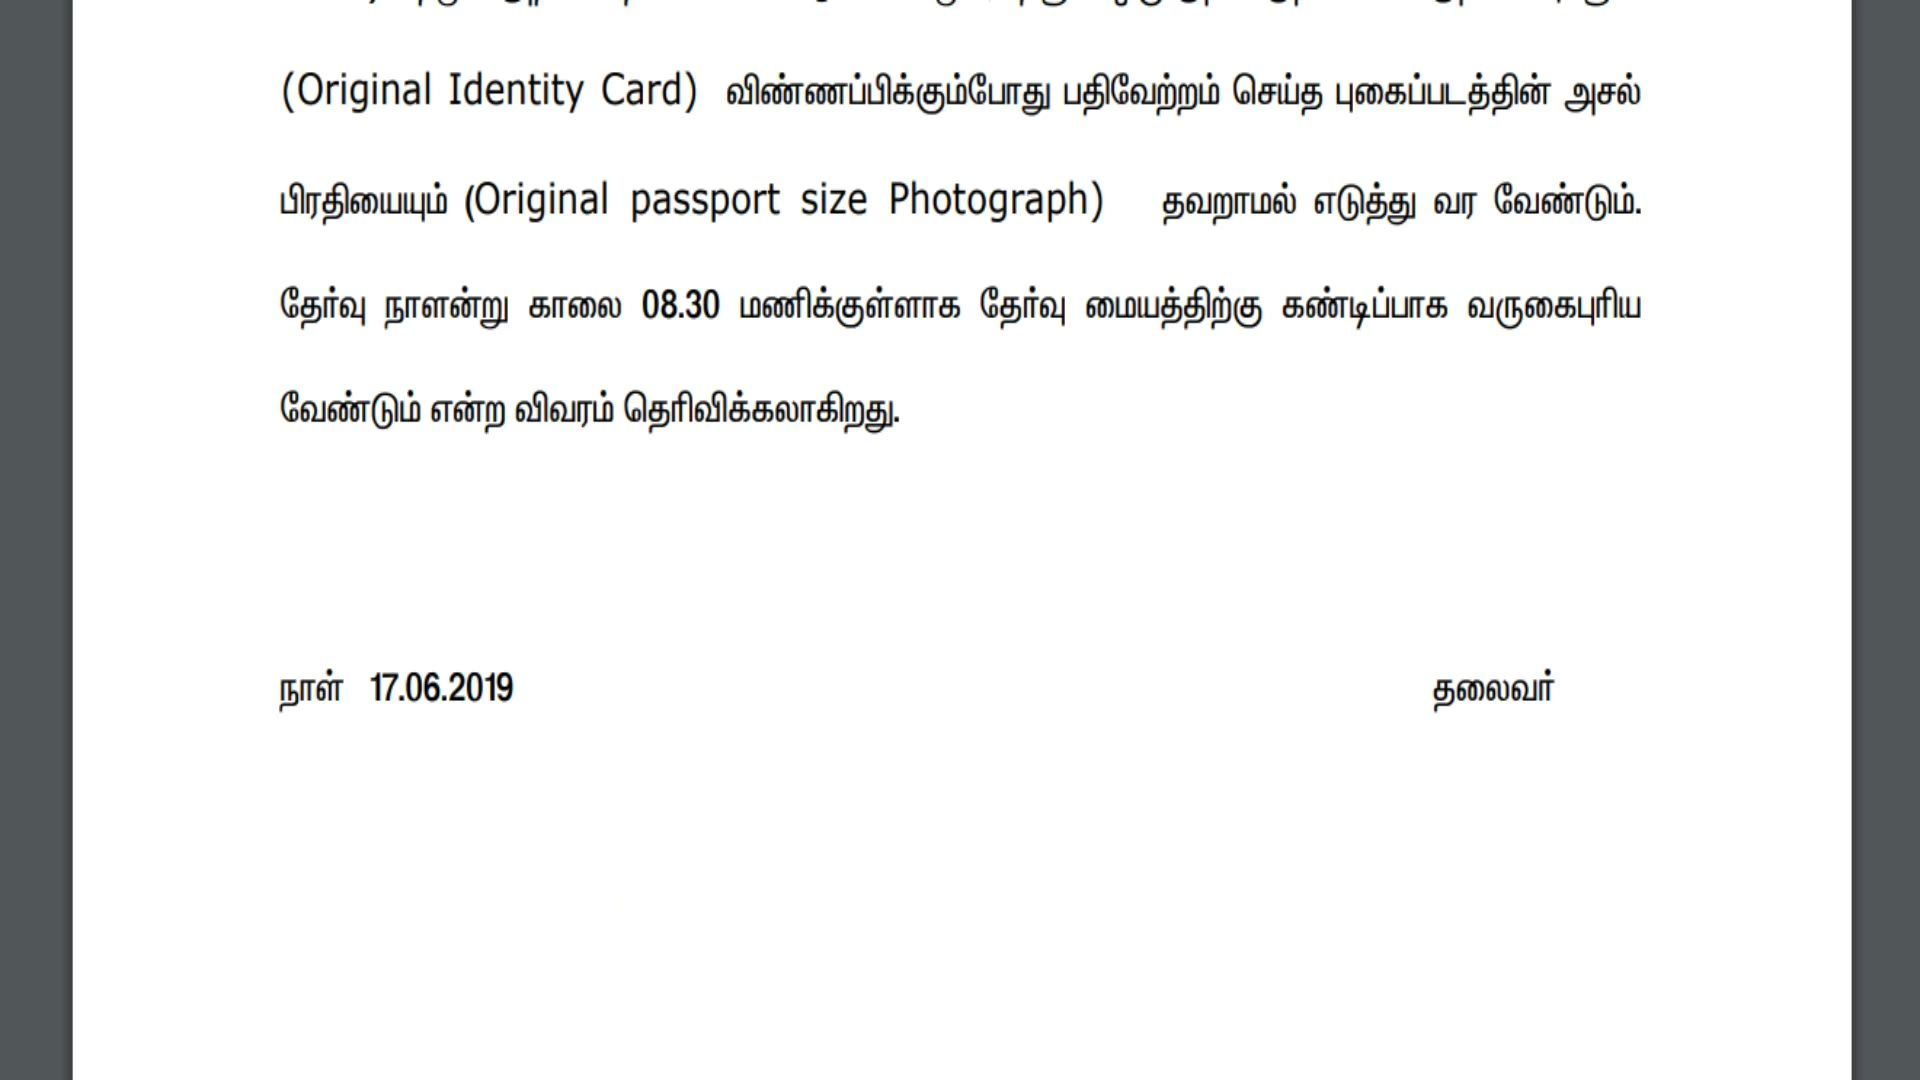 (Original Identity Card) விண்ணப்பிக்கும்போது பதிவேற்றம் செய்த புகைப்படத்தின் அசல்
பிரதியையும் (Original passport size Photograph) தவறாமல் எடுத்து வர வேண்டும்.
தேர்வு நாளன்று காலை 08.30 மணிக்குள்ளாக தேர்வு மையத்திற்கு கண்டிப்பாக வருகைபுரிய
வேண்டும் என்ற விவரம் தெரிவிக்கலாகிறது.
நாள் 17.06.2019 தலைவர்